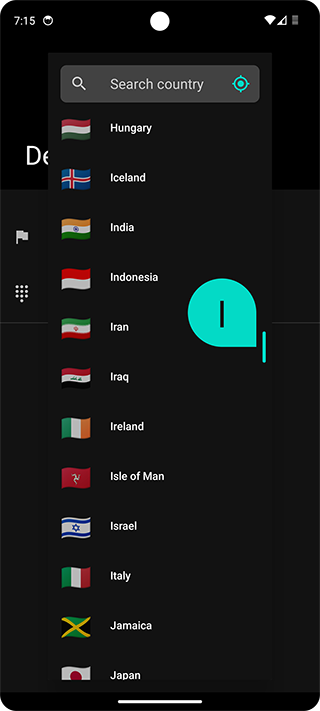 7:15
Search country
De
Hungary
Iceland
India
Indonesia
I
Iran
Iraq
Ireland
Isle of Man
Israel
Italy
Jamaica
Japan